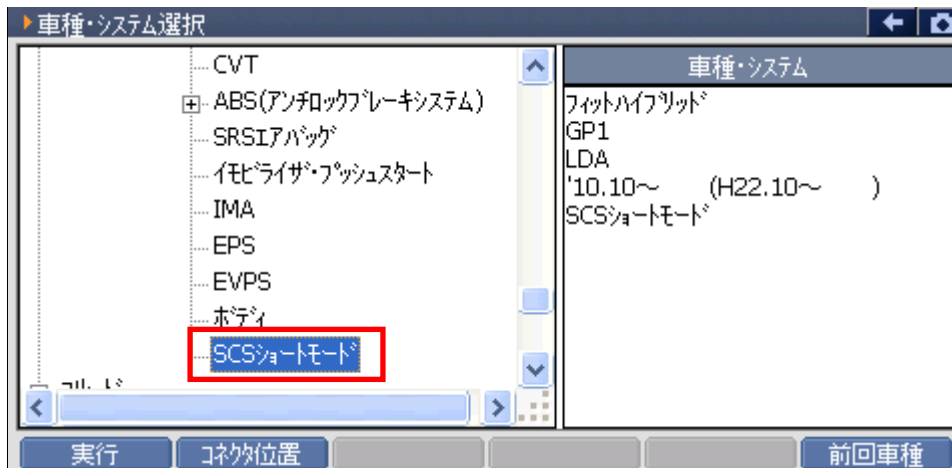 車種・システム選択
CVT
ABS(アンチロックブレーキシステム)
SRSエアバッグ
イモビライザ・プッシュスタート
IMA
EPS
EVPS
ボディ
SCSショートモード
車種・システム
フィットハイブリッド
GP1
LDA
'10.10～ (H22.10～ )
SCSショートモード
実行 コネクタ位置 前回車種